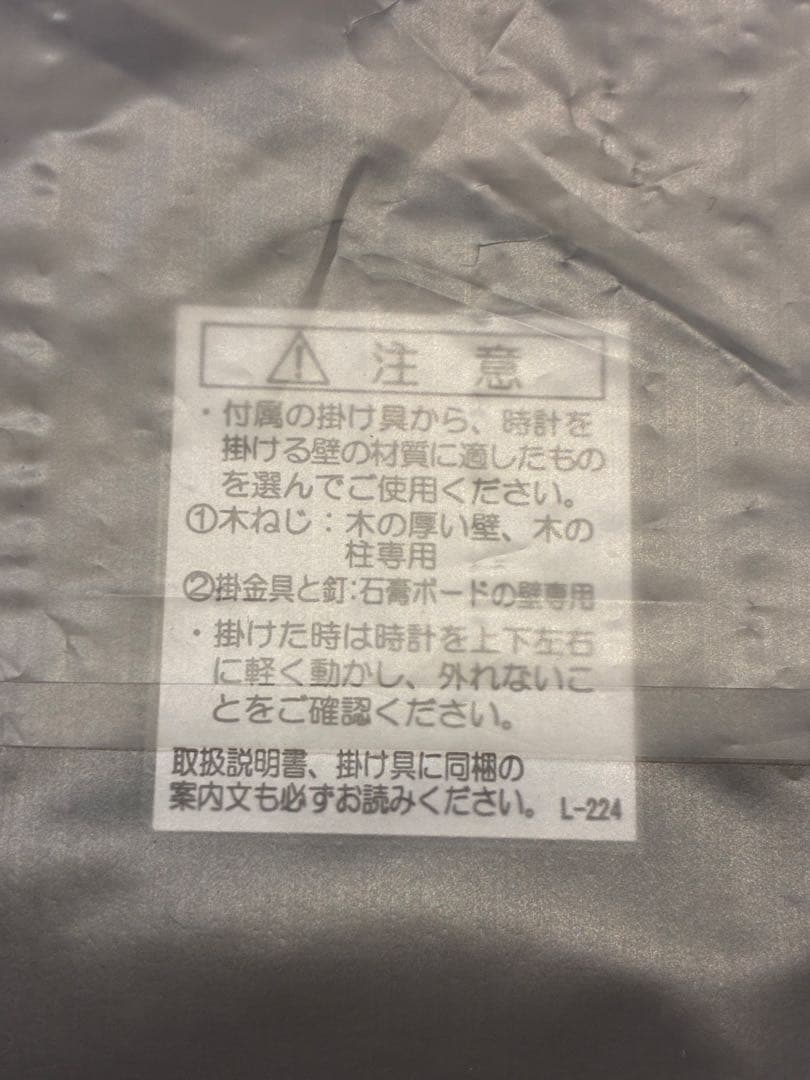 注 意
・付属の掛け具から、時計を
掛ける壁の材質に適したもの
を選んでご使用ください。
①木ねじ：木の厚い壁、木の
柱専用
②掛金具と釘：石膏ボードの壁専用
・掛けた時は時計を上下左右
に軽く動かし、外れないこ
とをご確認ください。
取扱説明書、掛け具に同梱の
案内文も必ずお読みください。 L-224